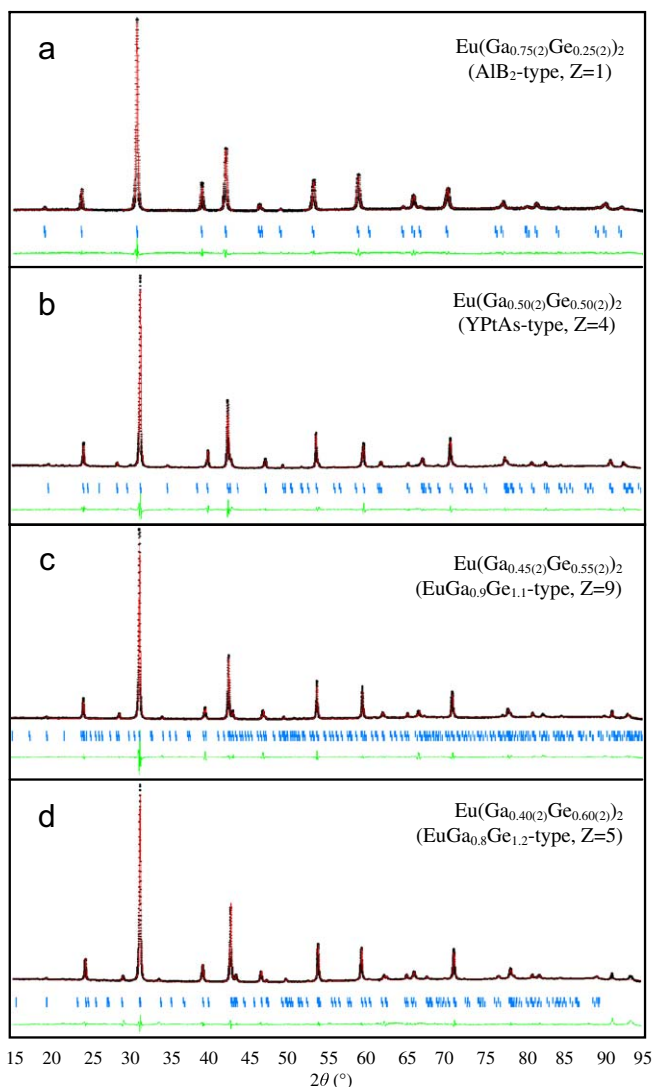 a
Eu(Ga0.75(2)Ge0.25(2))2
(AlB2-type, Z=1)
b
Eu(Ga0.50(2)Ge0.50(2))2
(YPtAs-type, Z=4)
c
Eu(Ga0.45(2)Ge0.55(2))2
(EuGa0.9Ge1.1-type, Z=9)
d
Eu(Ga0.40(2)Ge0.60(2))2
(EuGa0.8Ge1.2-type, Z=5)
15 20 25 30 35 40 45 50 55 60 65 70 75 80 85 90 95
2θ (°)